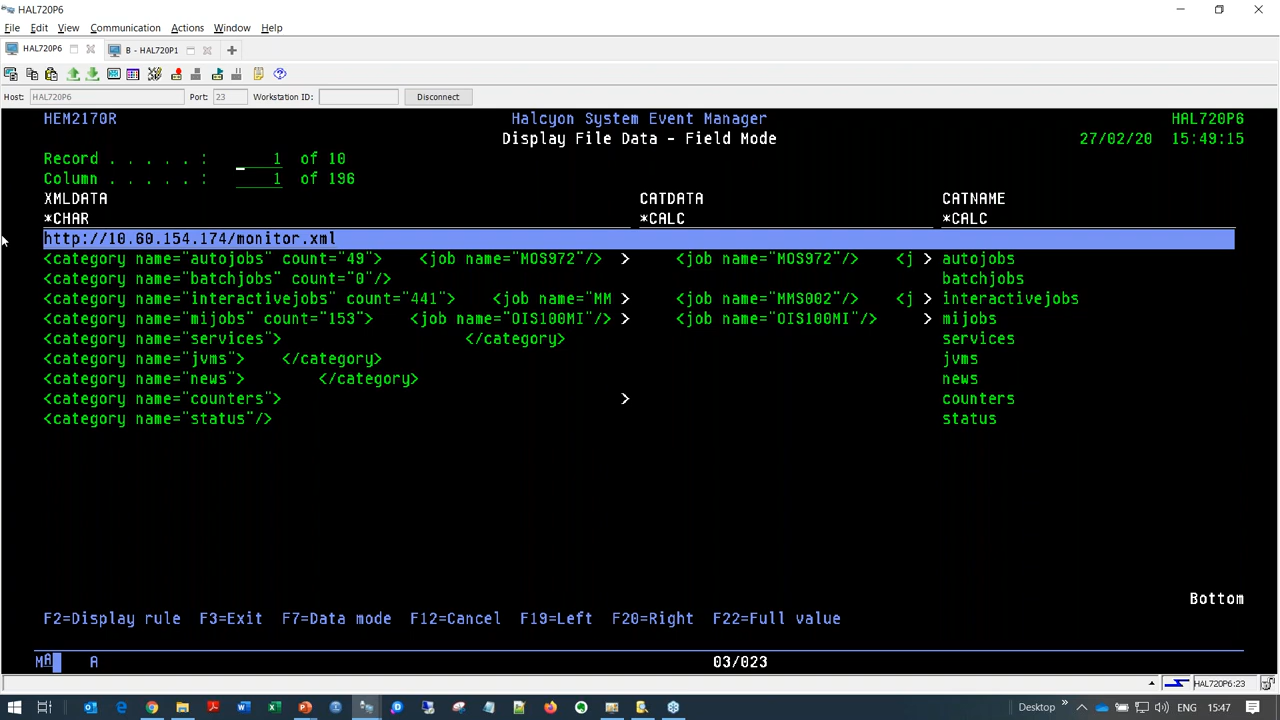 HAL720P6
File Edit View Communication Actions Window Help
HAL720P6 B - HAL720P1
Host: HAL720P6 Port: 23 Workstation ID: Disconnect
HEM2170R Halcyon System Event Manager HAL720P6
Display File Data - Field Mode 27/02/20 15:49:15
Record . . . . . : 1 of 10
Column . . . . . : 1 of 196
XMLDATA CATDATA CATNAME
*CHAR *CALC *CALC
http://10.60.154.174/monitor.xml
<category name="autojobs" count="49"> <job name="MOS972"/> > <job name="MOS972"/> <j > autojobs
<category name="batchjobs" count="0"/> batchjobs
<category name="interactivejobs" count="441"> <job name="MM > <job name="MMS002"/> <j > interactivejobs
<category name="mijobs" count="153"> <job name="OIS100MI"/> > <job name="OIS100MI"/> > mijobs
<category name="services"> </category> services
<category name="jvms"> </category> jvms
<category name="news"> </category> news
<category name="counters"> > counters
<category name="status"/> status
Bottom
F2=Display rule F3=Exit F7=Data mode F12=Cancel F19=Left F20=Right F22=Full value
MA A 03/023
HAL720P6:23
Desktop » ENG 15:47